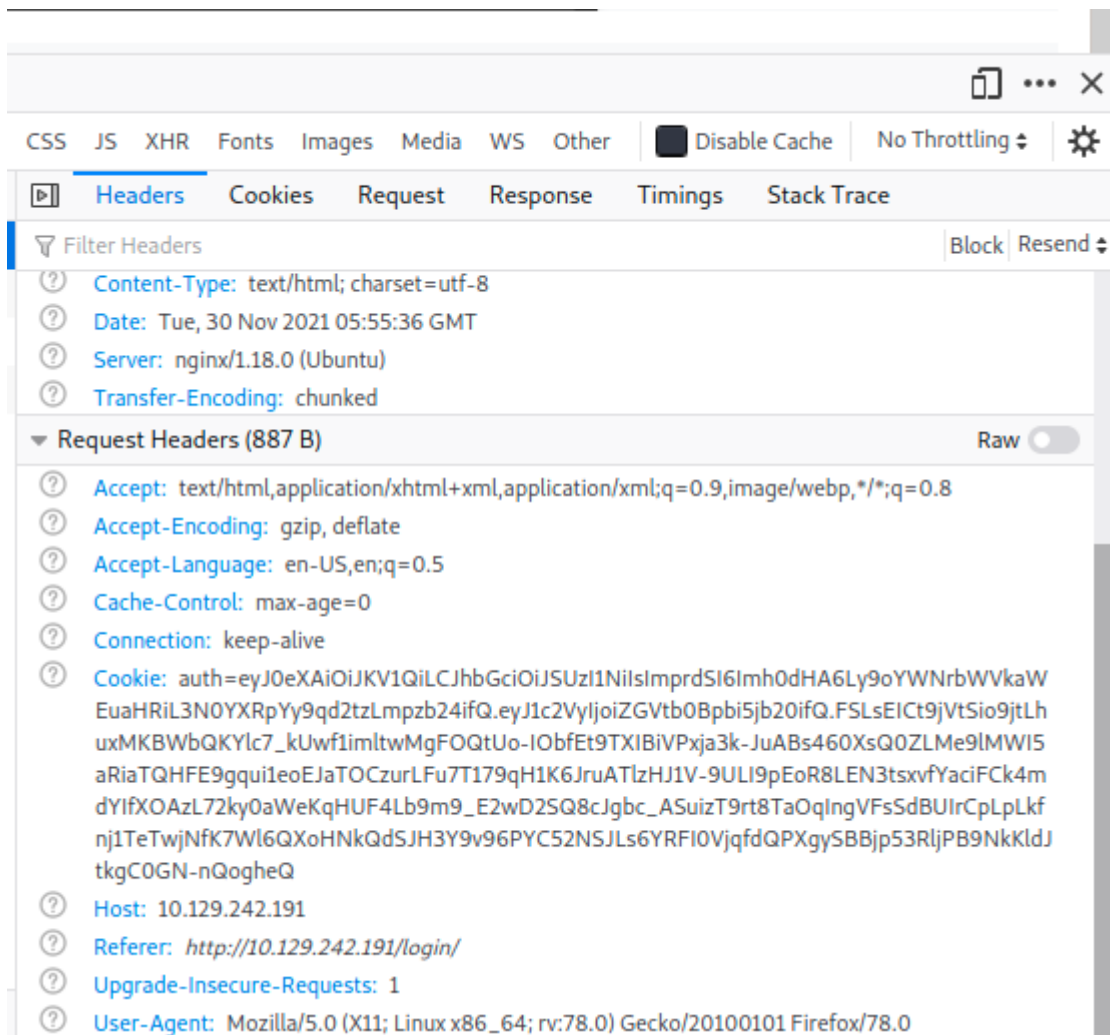 CSS JS XHR Fonts Images Media WS Other Disable Cache No Throttling
Headers Cookies Request Response Timings Stack Trace
Filter Headers Block Resend
Content-Type: text/html; charset=utf-8
Date: Tue, 30 Nov 2021 05:55:36 GMT
Server: nginx/1.18.0 (Ubuntu)
Transfer-Encoding: chunked
Request Headers (887 B) Raw
Accept: text/html,application/xhtml+xml,application/xml;q=0.9,image/webp,*/*;q=0.8
Accept-Encoding: gzip, deflate
Accept-Language: en-US,en;q=0.5
Cache-Control: max-age=0
Connection: keep-alive
Cookie: auth=eyJ0eXAiOiJKV1QiLCJhbGciOiJSUzI1NiIsImprdSI6Imh0dHA6Ly9oYWNrbWVkaW
EuaHRiL3N0YXRpYy9qd2tzLmpzb24ifQ.eyJ1c2VyIjoiZGVtb0Bpbi5jb20ifQ.FSLsEICt9jVtSio9jtLh
uxMKBWbQKYlc7_kUwf1imltwMgFOQtUo-IObfEt9TXIBiVPxja3k-JuABs460XsQ0ZLMe9lMWI5
aRiaTQHFE9gqui1eoEJaTOCzurLFu7T179qH1K6JruATlzHJ1V-9ULI9pEoR8LEN3tsxvfYaciFCk4m
dYIfXOAzL72ky0aWeKqHUF4Lb9m9_E2wD2SQ8cJgbc_ASuizT9rt8TaOqIngVFsSdBUIrCpLpLkf
nj1TeTwjNfK7Wl6QXoHNkQdSJH3Y9v96PYC52NSJLs6YRFI0VjqfdQPXgySBBjp53RljPB9NkKldJ
tkgC0GN-nQogheQ
Host: 10.129.242.191
Referer: http://10.129.242.191/login/
Upgrade-Insecure-Requests: 1
User-Agent: Mozilla/5.0 (X11; Linux x86_64; rv:78.0) Gecko/20100101 Firefox/78.0